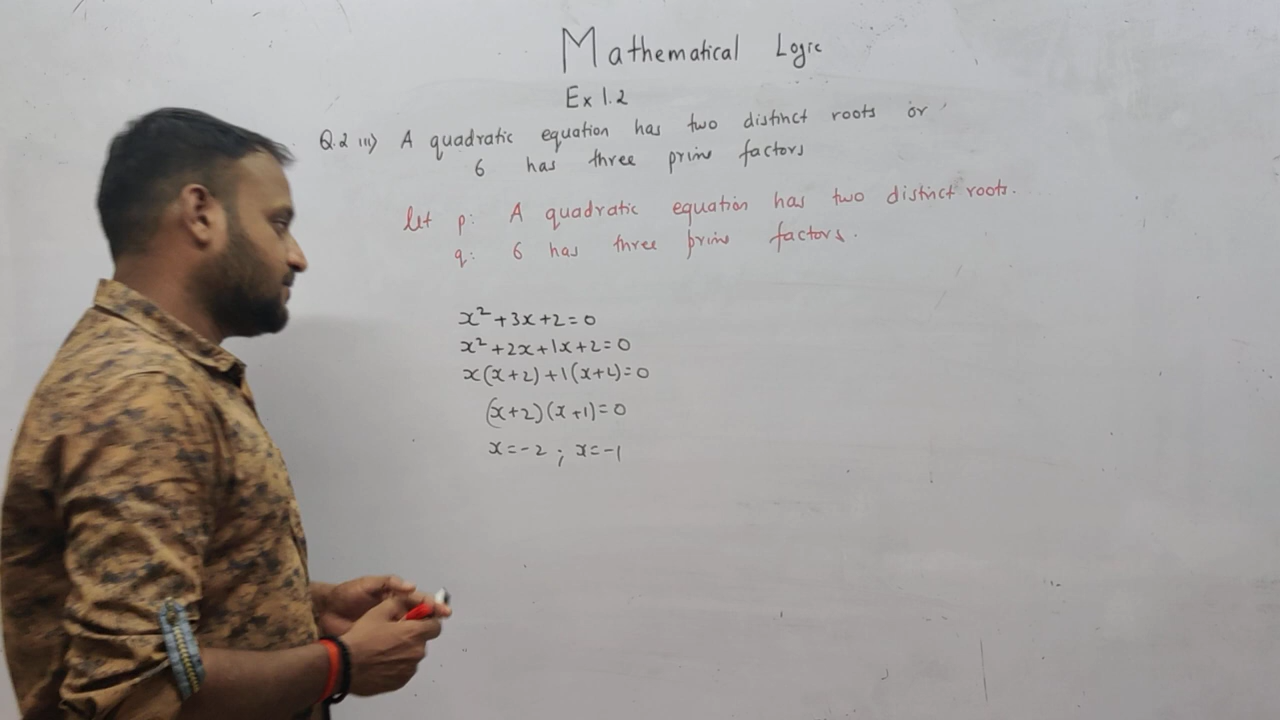 Mathematical Logic
Ex 1.2
Q.2 iii) A quadratic equation has two distinct roots or
6 has three prime factors
let p: A quadratic equation has two distinct roots.
q: 6 has three prime factors.
x²+3x+2=0
x²+2x+1x+2=0
x(x+2)+1(x+2)=0
(x+2)(x+1)=0
x=-2 ; x=-1